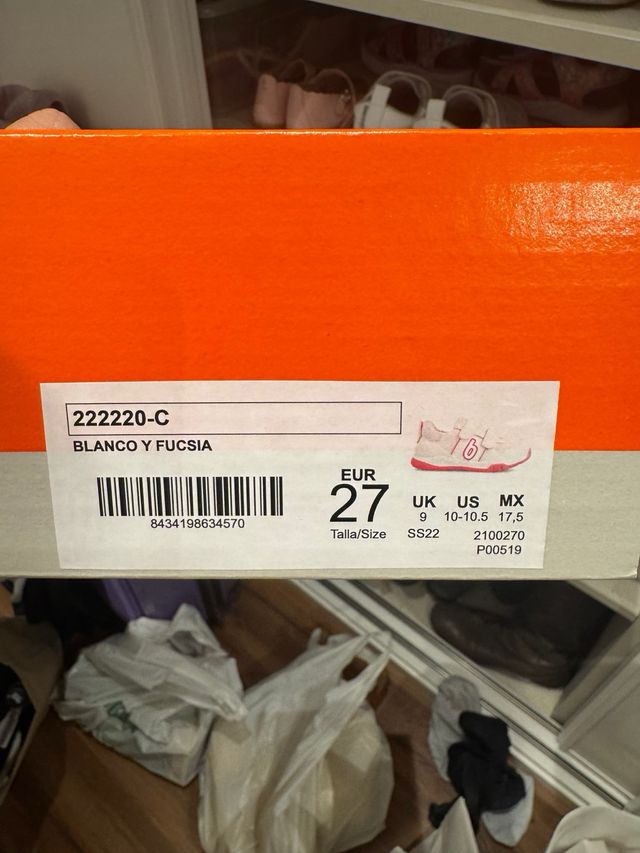 222220-C
BLANCO Y FUCSIA
8434198634570
EUR
27
Talla/Size
UK US MX
9 10-10.5 17,5
SS22 2100270
P00519
6